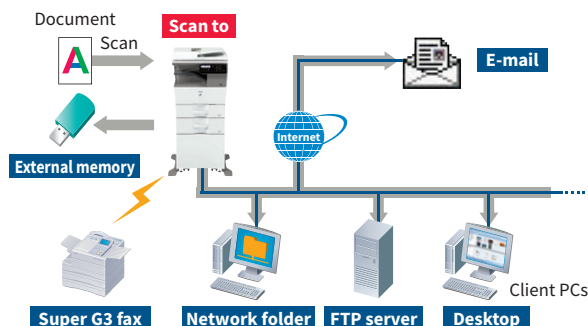 Document
Scan to
Scan
A
E-mail
Internet
External memory
Client PCs
Super G3 fax
Network folder
FTP server
Desktop